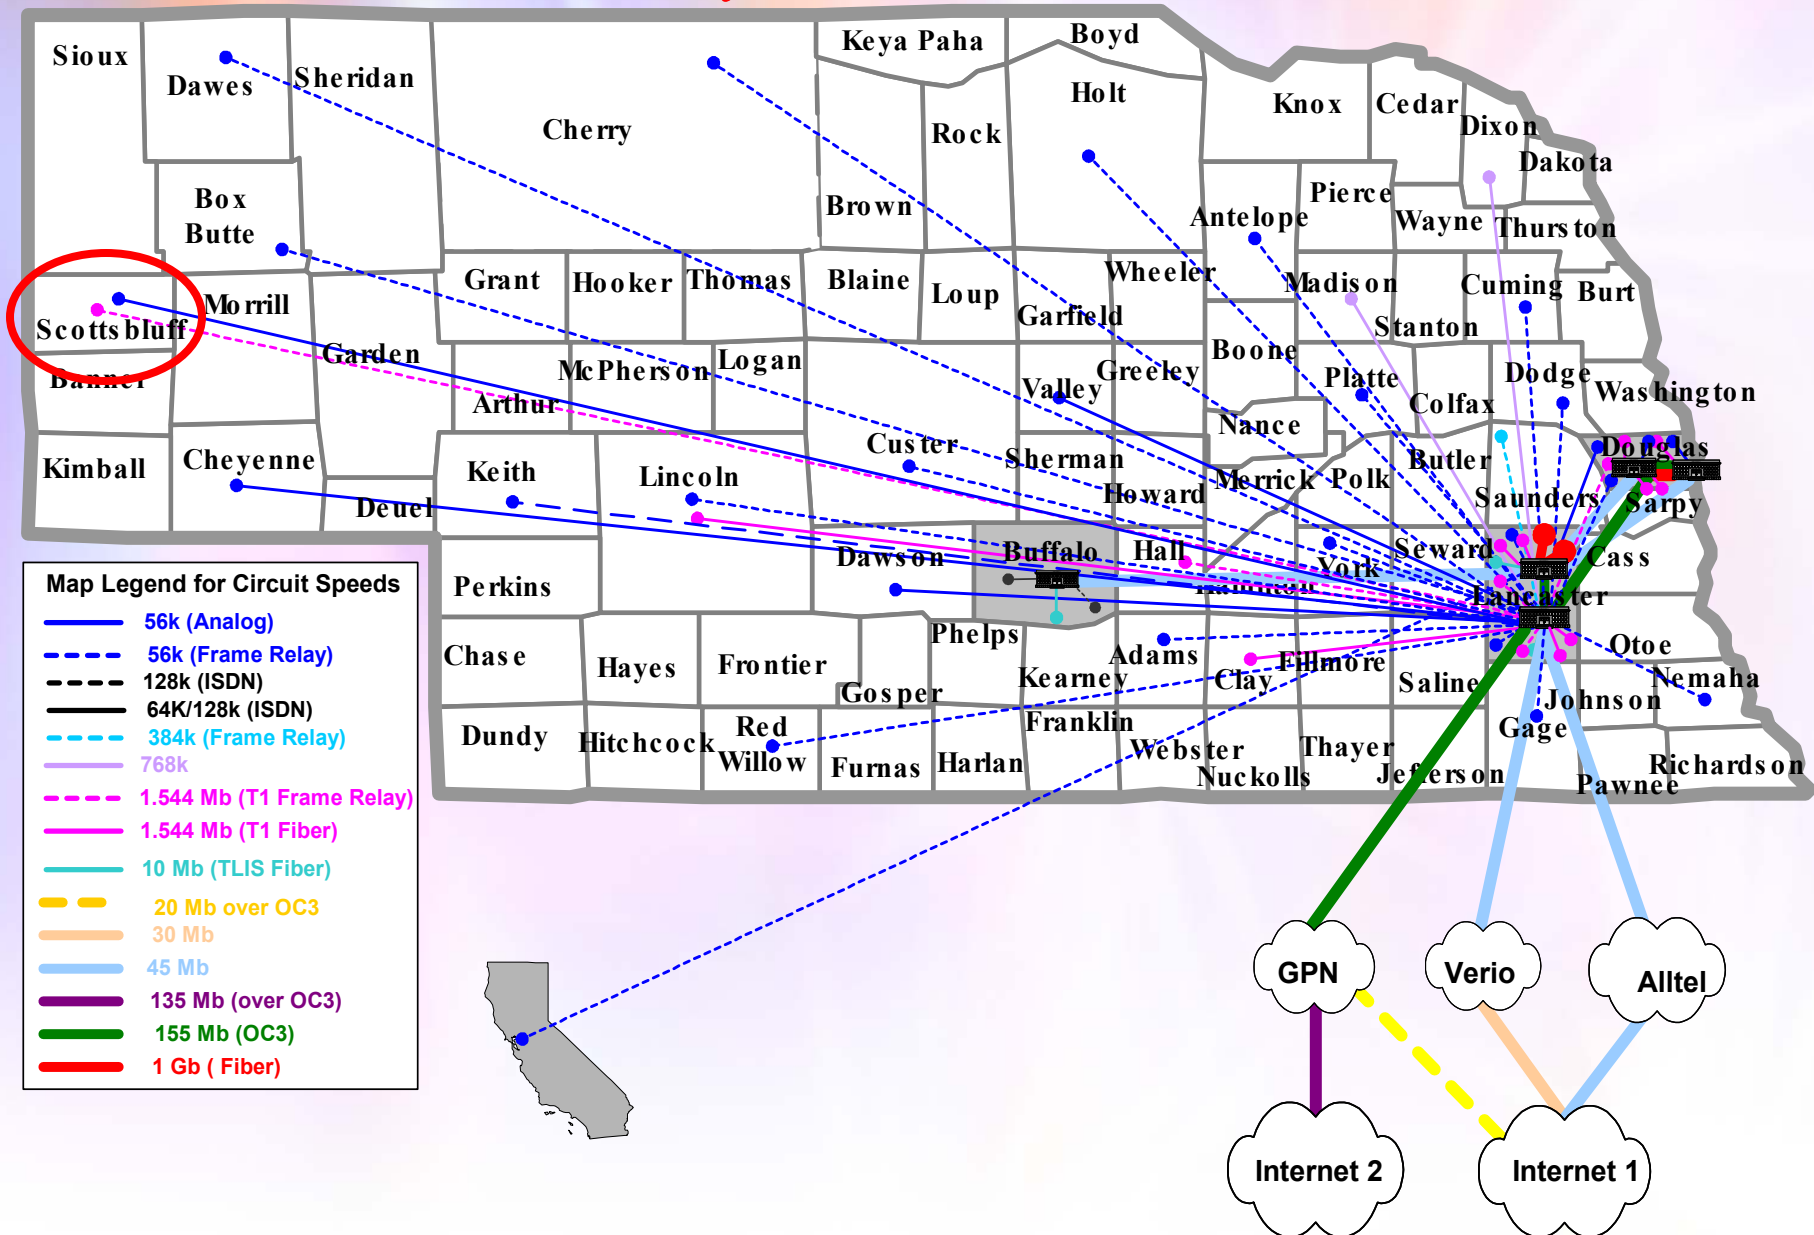 Sioux
Dawes
Sheridan
Cherry
Keya Paha
Boyd
Holt
Knox
Cedar
Dixon
Dakota
Rock
Brown
Box
Butte
Antelope
Pierce
Wayne
Thurston
Grant
Hooker
Thomas
Blaine
Loup
Garfield
Wheeler
Madison
Stanton
Cuming
Burt
Scottsbluff
Morrill
Garden
Banner
Arthur
McPherson
Logan
Valley
Greeley
Boone
Platte
Colfax
Dodge
Washington
Nance
Kimball
Cheyenne
Deuel
Keith
Lincoln
Custer
Sherman
Howard
Merrick
Polk
Butler
Saunders
Douglas
Sarpy
Perkins
Dawson
Buffalo
Hall
Hamilton
York
Seward
Lancaster
Cass
Chase
Hayes
Frontier
Gosper
Phelps
Kearney
Adams
Clay
Fillmore
Saline
Gage
Johnson
Otoe
Nemaha
Dundy
Hitchcock
Red
Willow
Furnas
Harlan
Franklin
Webster
Nuckolls
Thayer
Jefferson
Pawnee
Richardson
Map Legend for Circuit Speeds
56k (Analog)
56k (Frame Relay)
128k (ISDN)
64K/128k (ISDN)
384k (Frame Relay)
768k
1.544 Mb (T1 Frame Relay)
1.544 Mb (T1 Fiber)
10 Mb (TLIS Fiber)
20 Mb over OC3
30 Mb
45 Mb
135 Mb (over OC3)
155 Mb (OC3)
1 Gb ( Fiber)
GPN
Verio
Alltel
Internet 2
Internet 1